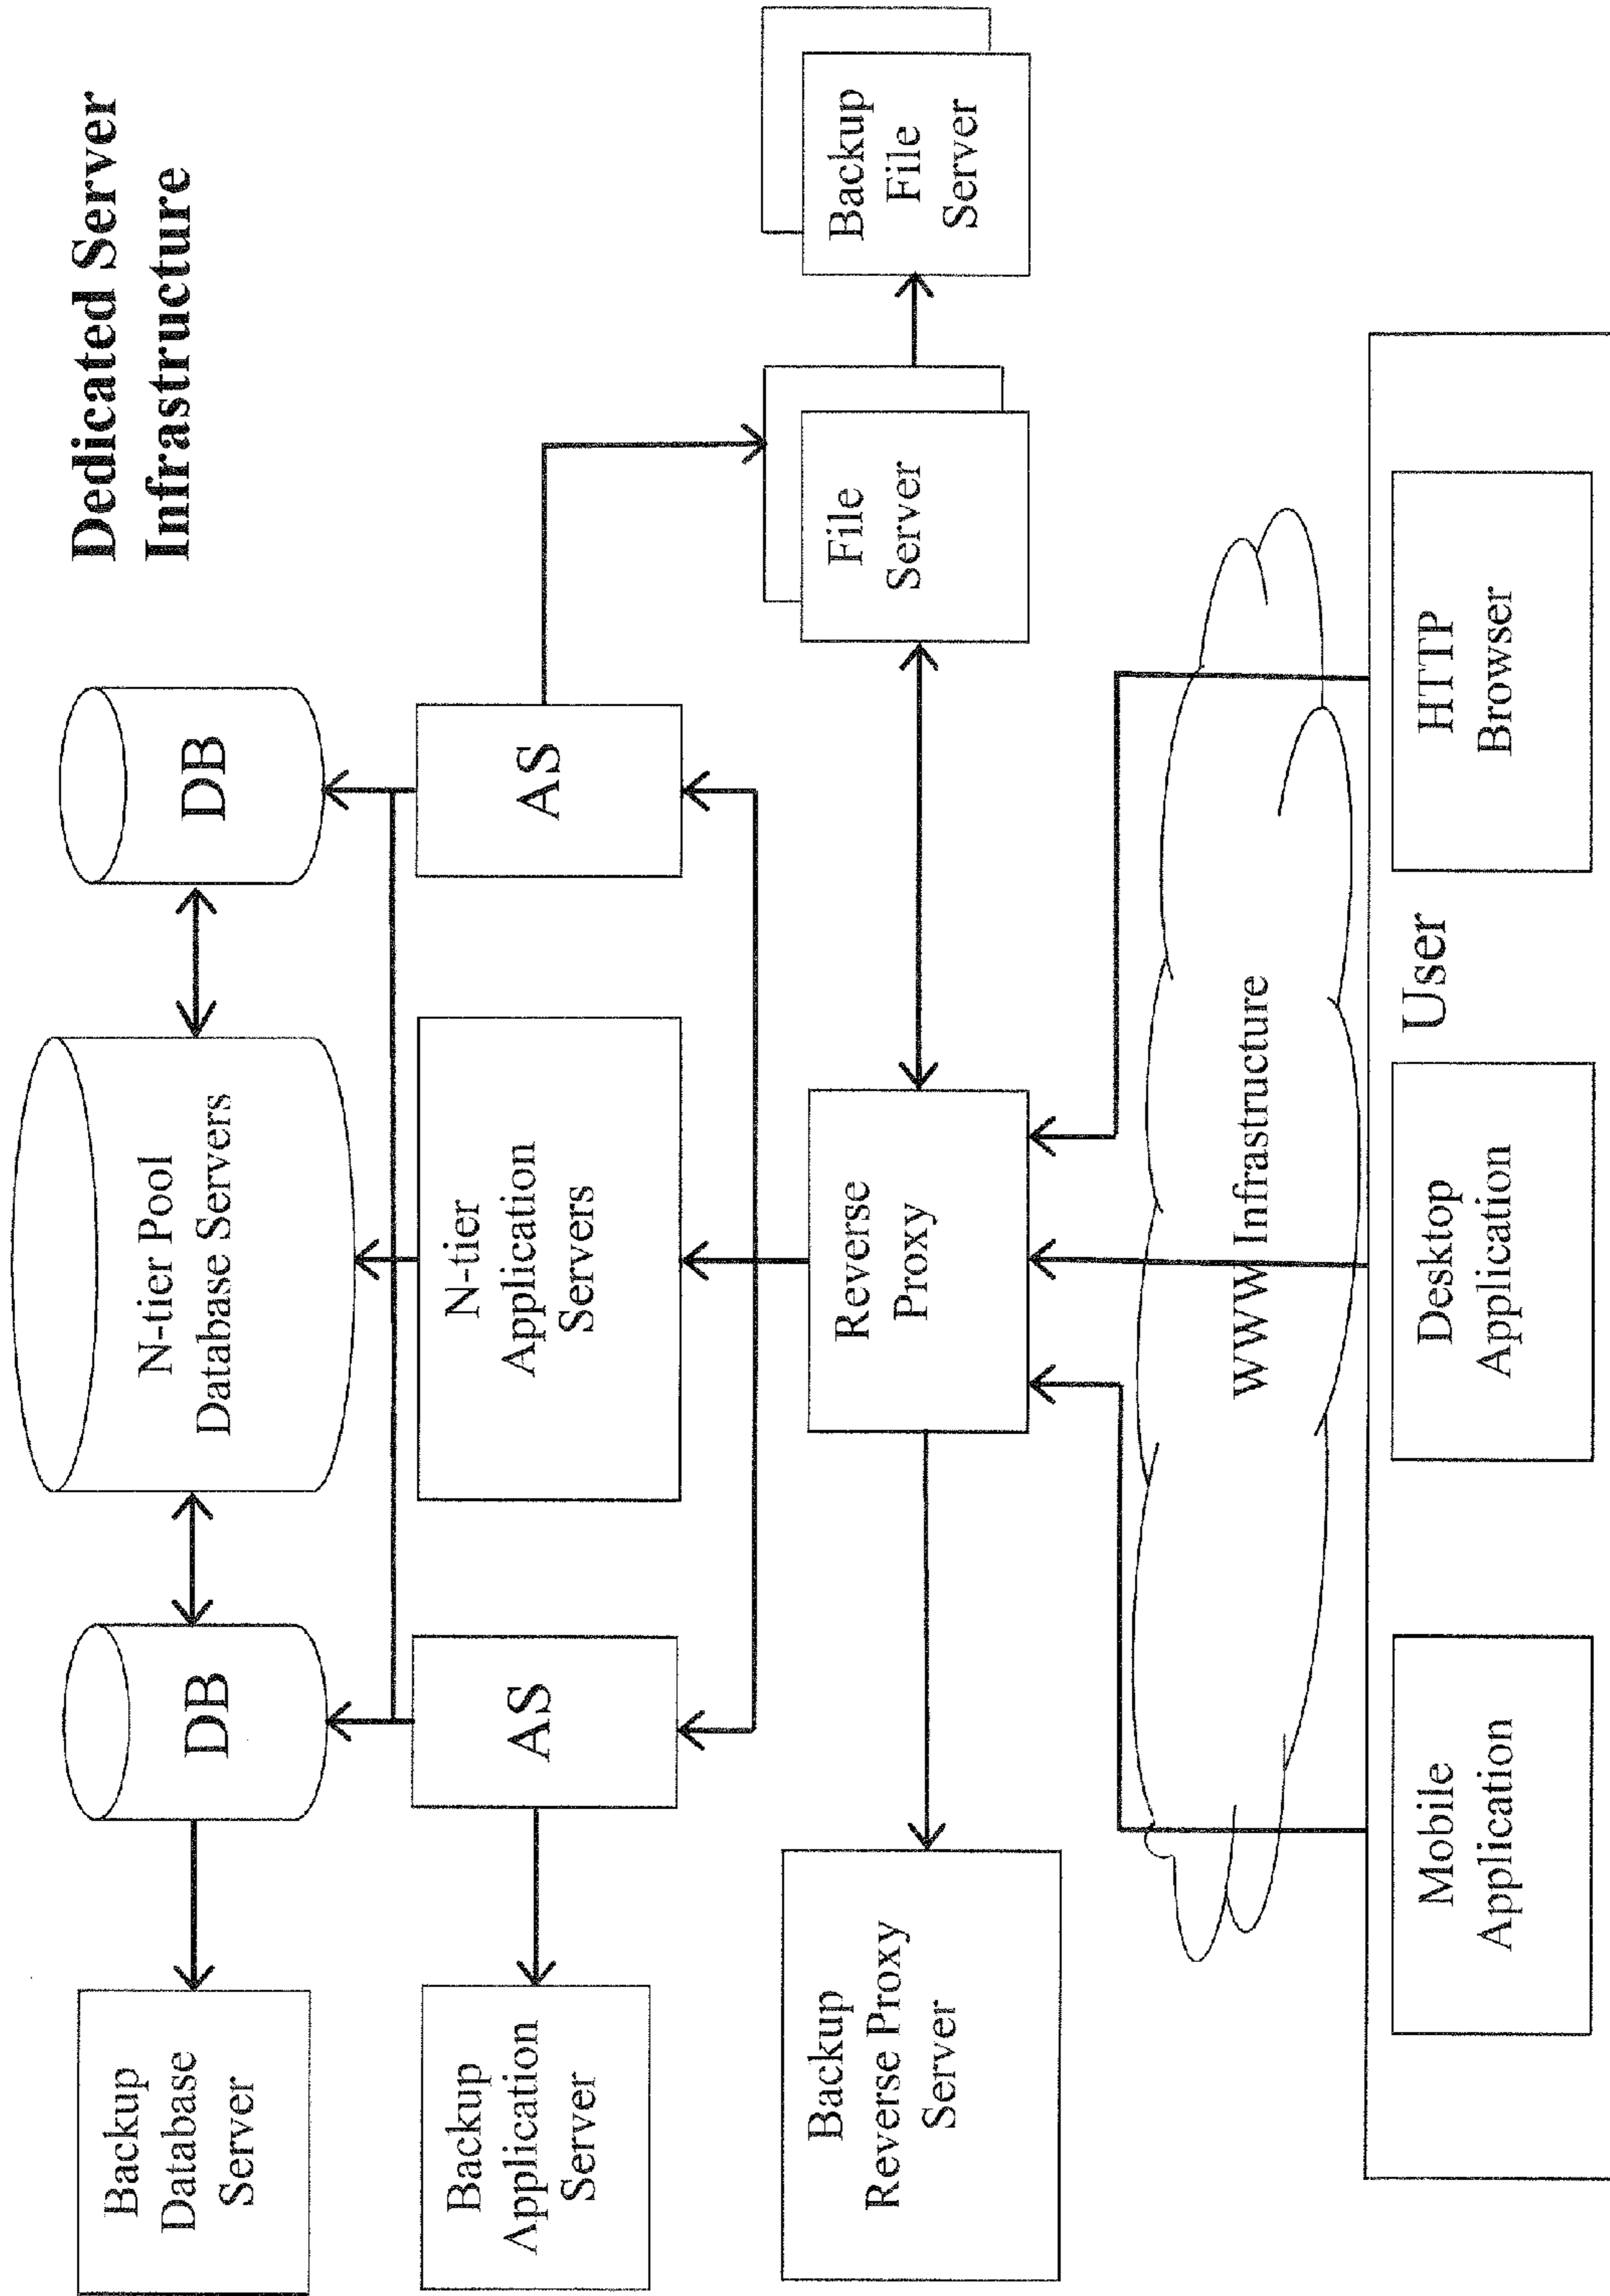 Dedicated Server
Infrastructure
Backup
Database
Server
DB
N-tier Pool
Database Servers
DB
Backup
Application
Server
AS
N-tier
Application
Servers
AS
Backup
Reverse Proxy
Server
Reverse
Proxy
File
Server
Backup
File
Server
WWW Infrastructure
Mobile
Application
Desktop
Application
User
HTTP
Browser